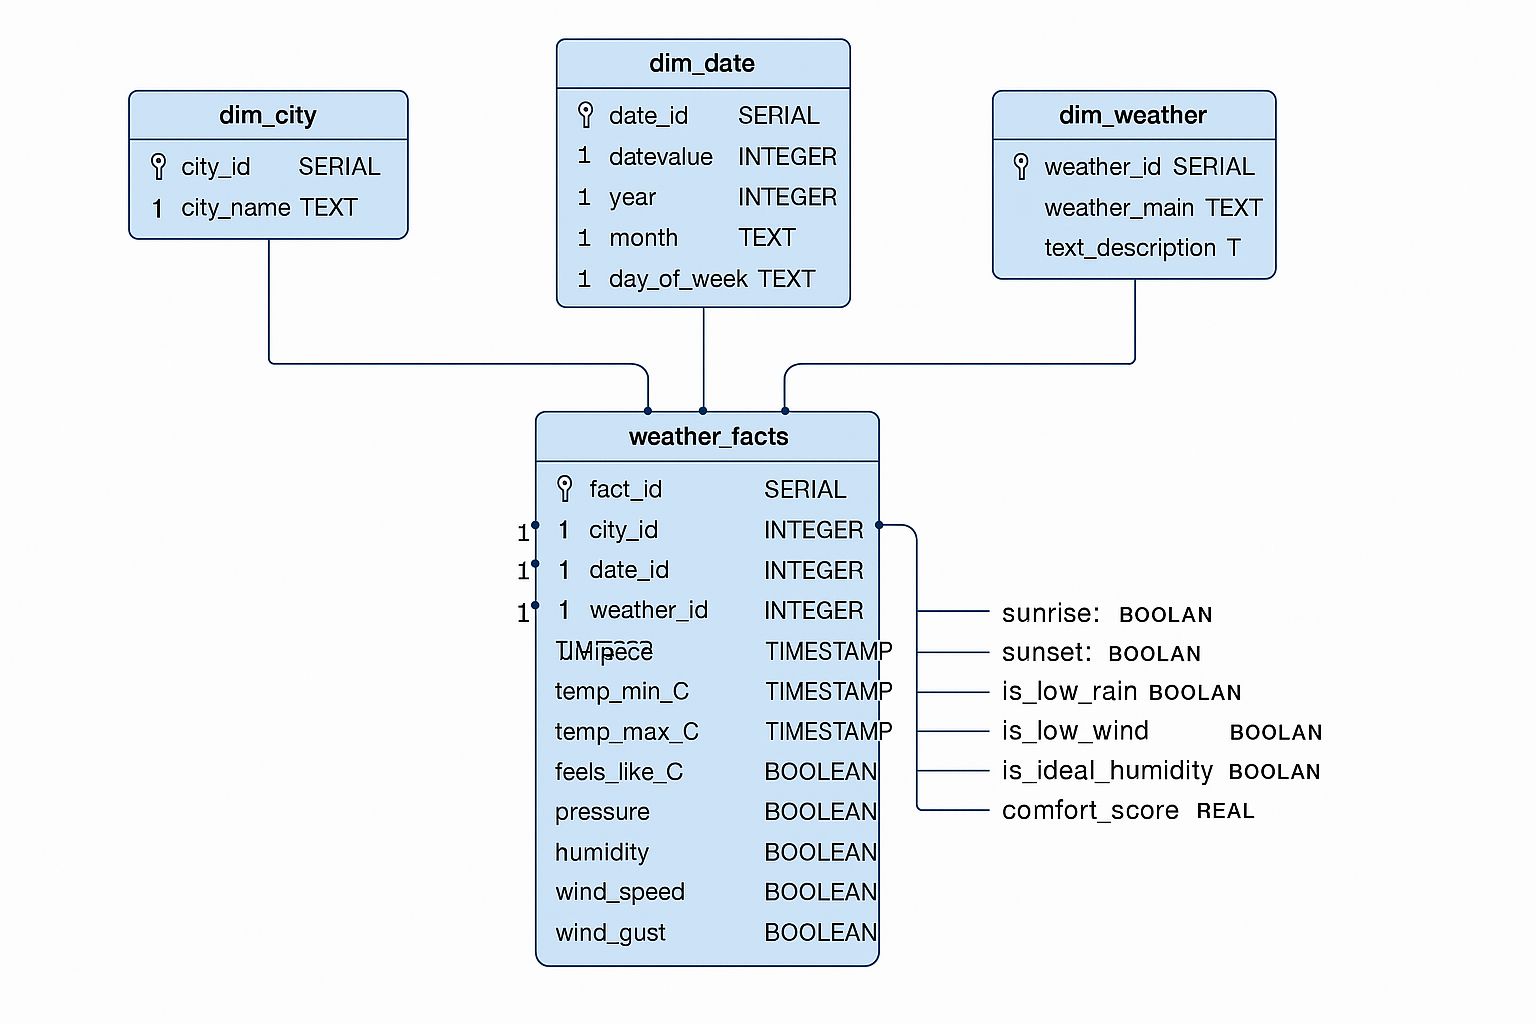 dim_city
city_id SERIAL
1 city_name TEXT
dim_date
date_id SERIAL
1 datevalue INTEGER
1 year INTEGER
1 month TEXT
1 day_of_week TEXT
dim_weather
weather_id SERIAL
weather_main TEXT
text_description T
weather_facts
fact_id SERIAL
1 1 city_id INTEGER
1 1 date_id INTEGER
1 1 weather_id INTEGER
TIMESTAMP
temp_min_C TIMESTAMP
temp_max_C TIMESTAMP
feels_like_C BOOLEAN
pressure BOOLEAN
humidity BOOLEAN
wind_speed BOOLEAN
wind_gust BOOLEAN
sunrise: BOOLAN
sunset: BOOLAN
is_low_rain BOOLAN
is_low_wind BOOLAN
is_ideal_humidity BOOLAN
comfort_score REAL